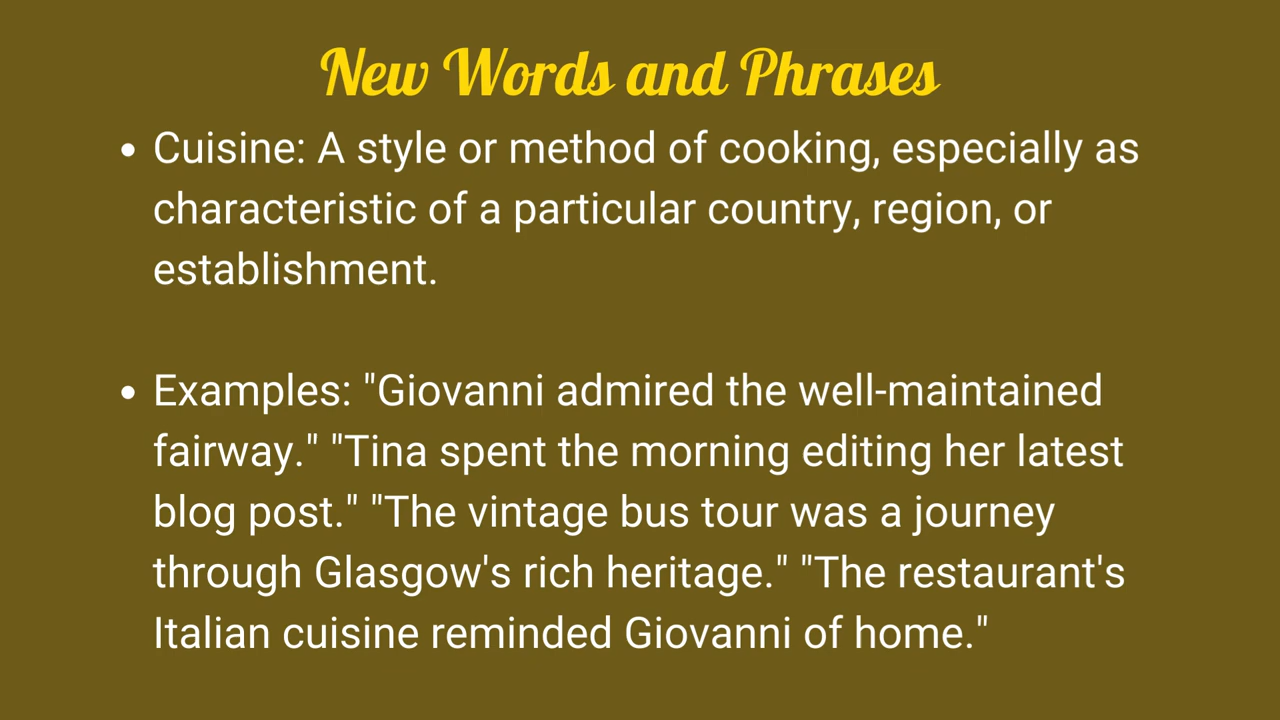 New Words and Phrases
• Cuisine: A style or method of cooking, especially as
characteristic of a particular country, region, or
establishment.
• Examples: "Giovanni admired the well-maintained
fairway." "Tina spent the morning editing her latest
blog post." "The vintage bus tour was a journey
through Glasgow's rich heritage." "The restaurant's
Italian cuisine reminded Giovanni of home."